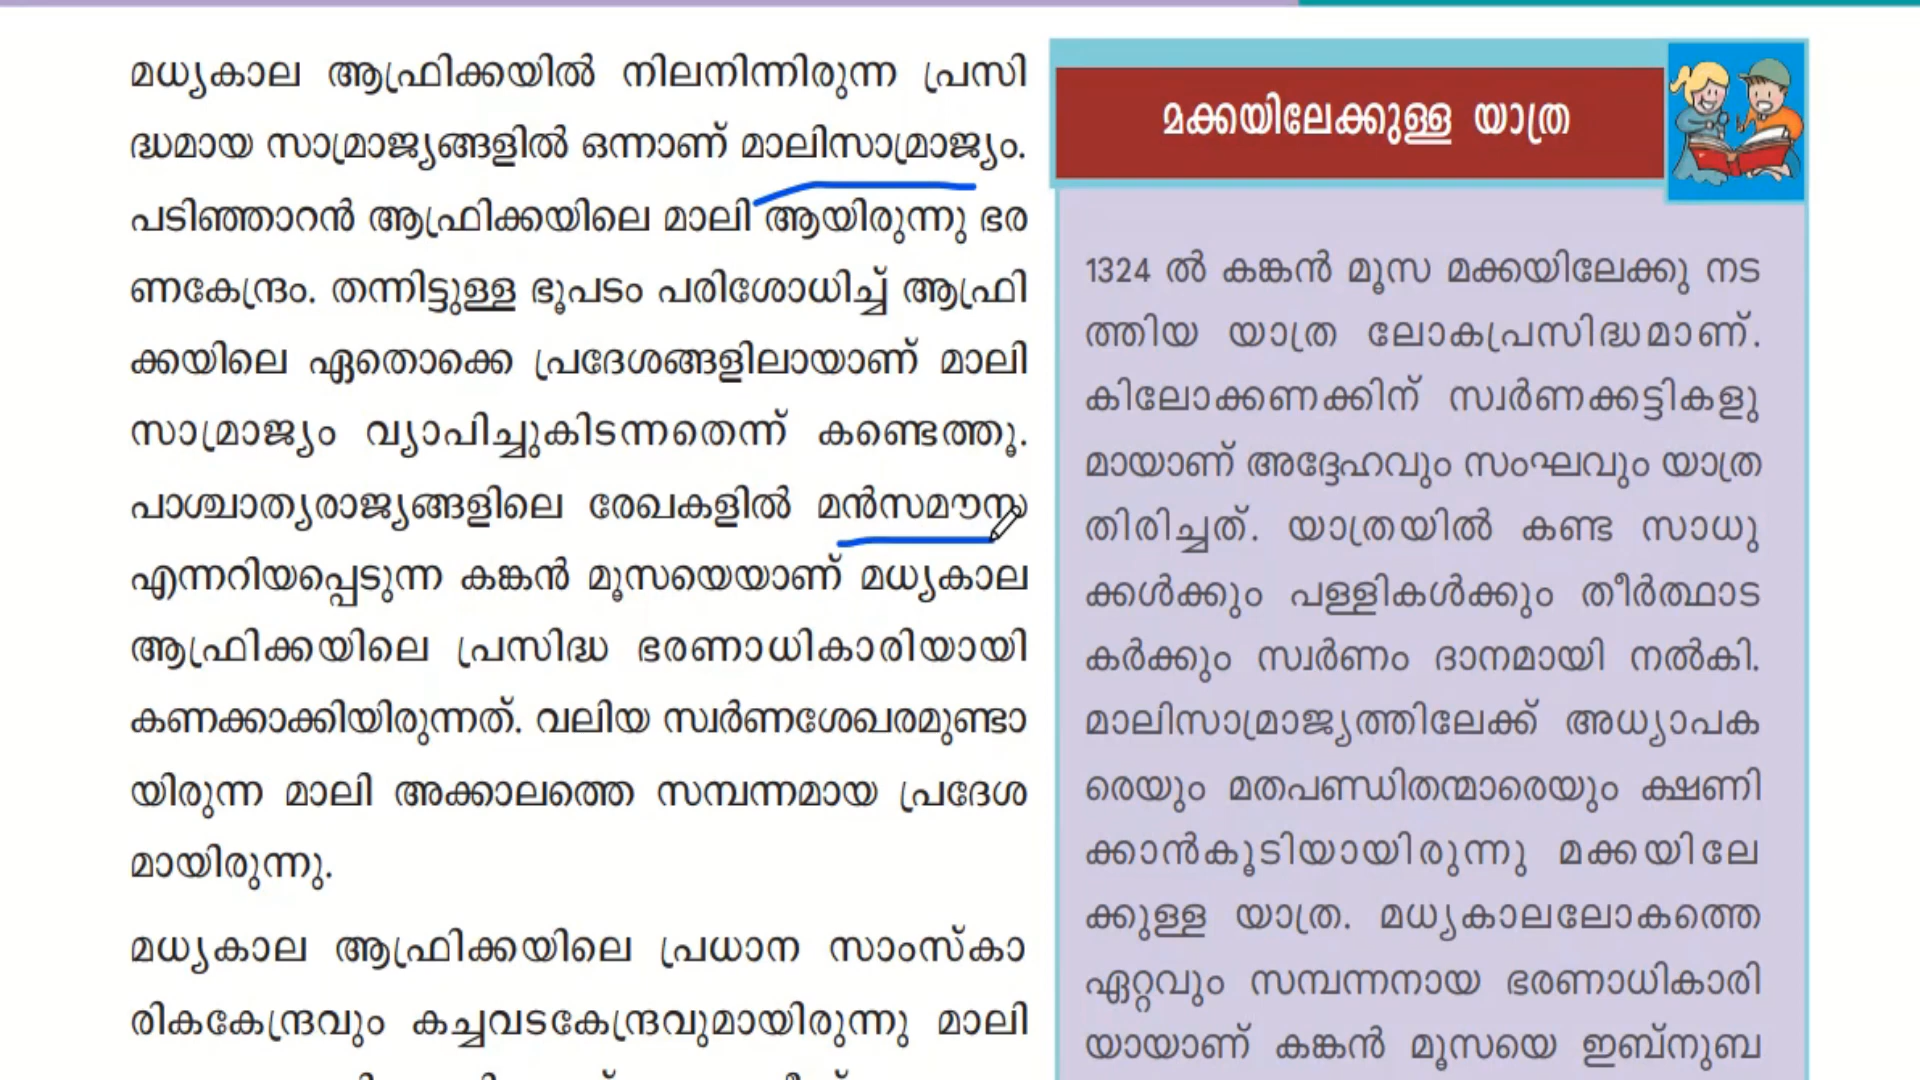 മധ്യകാല ആഫ്രിക്കയിൽ നിലനിന്നിരുന്ന പ്രസി
ദ്ധമായ സാമ്രാജ്യങ്ങളിൽ ഒന്നാണ് മാലിസാമ്രാജ്യം.
പടിഞ്ഞാറൻ ആഫ്രിക്കയിലെ മാലി ആയിരുന്നു ഭര
ണകേന്ദ്രം. തന്നിട്ടുള്ള ഭൂപടം പരിശോധിച്ച് ആഫ്രി
ക്കയിലെ ഏതൊക്കെ പ്രദേശങ്ങളിലായാണ് മാലി
സാമ്രാജ്യം വ്യാപിച്ചുകിടന്നതെന്ന് കണ്ടെത്തൂ.
പാശ്ചാത്യരാജ്യങ്ങളിലെ രേഖകളിൽ മൻസമൗസ
എന്നറിയപ്പെടുന്ന കങ്കൻ മൂസയെയാണ് മധ്യകാല
ആഫ്രിക്കയിലെ പ്രസിദ്ധ ഭരണാധികാരിയായി
കണക്കാക്കിയിരുന്നത്. വലിയ സ്വർണശേഖരമുണ്ടാ
യിരുന്ന മാലി അക്കാലത്തെ സമ്പന്നമായ പ്രദേശ
മായിരുന്നു.
മധ്യകാല ആഫ്രിക്കയിലെ പ്രധാന സാംസ്കാ
രികകേന്ദ്രവും കച്ചവടകേന്ദ്രവുമായിരുന്നു മാലി
മക്കയിലേക്കുള്ള യാത്ര
1324 ൽ കങ്കൻ മൂസ മക്കയിലേക്കു നട
ത്തിയ യാത്ര ലോകപ്രസിദ്ധമാണ്.
കിലോക്കണക്കിന് സ്വർണക്കട്ടികളു
മായാണ് അദ്ദേഹവും സംഘവും യാത്ര
തിരിച്ചത്. യാത്രയിൽ കണ്ട സാധു
ക്കൾക്കും പള്ളികൾക്കും തീർത്ഥാട
കർക്കും സ്വർണം ദാനമായി നൽകി.
മാലിസാമ്രാജ്യത്തിലേക്ക് അധ്യാപക
രെയും മതപണ്ഡിതന്മാരെയും ക്ഷണി
ക്കാൻകൂടിയായിരുന്നു മക്കയിലേ
ക്കുള്ള യാത്ര. മധ്യകാലലോകത്തെ
ഏറ്റവും സമ്പന്നനായ ഭരണാധികാരി
യായാണ് കങ്കൻ മൂസയെ ഇബ്നുബ